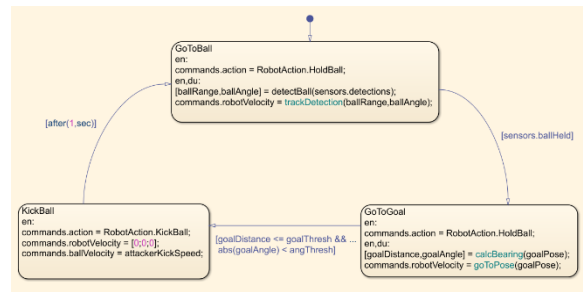 GoToBall
en:
commands.action = RobotAction.HoldBall;
en,du:
[ballRange,ballAngle] = detectBall(sensors.detections);
commands.robotVelocity = trackDetection(ballRange,ballAngle);
[after(1,sec)]
[sensors.ballHeld]
KickBall
en:
commands.action = RobotAction.KickBall;
commands.robotVelocity = [0;0;0];
commands.ballVelocity = attackerKickSpeed;
[goalDistance <= goalThresh && ...
abs(goalAngle) < angThresh]
GoToGoal
en:
commands.action = RobotAction.HoldBall;
en,du:
[goalDistance,goalAngle] = calcBearing(goalPose);
commands.robotVelocity = goToPose(goalPose);